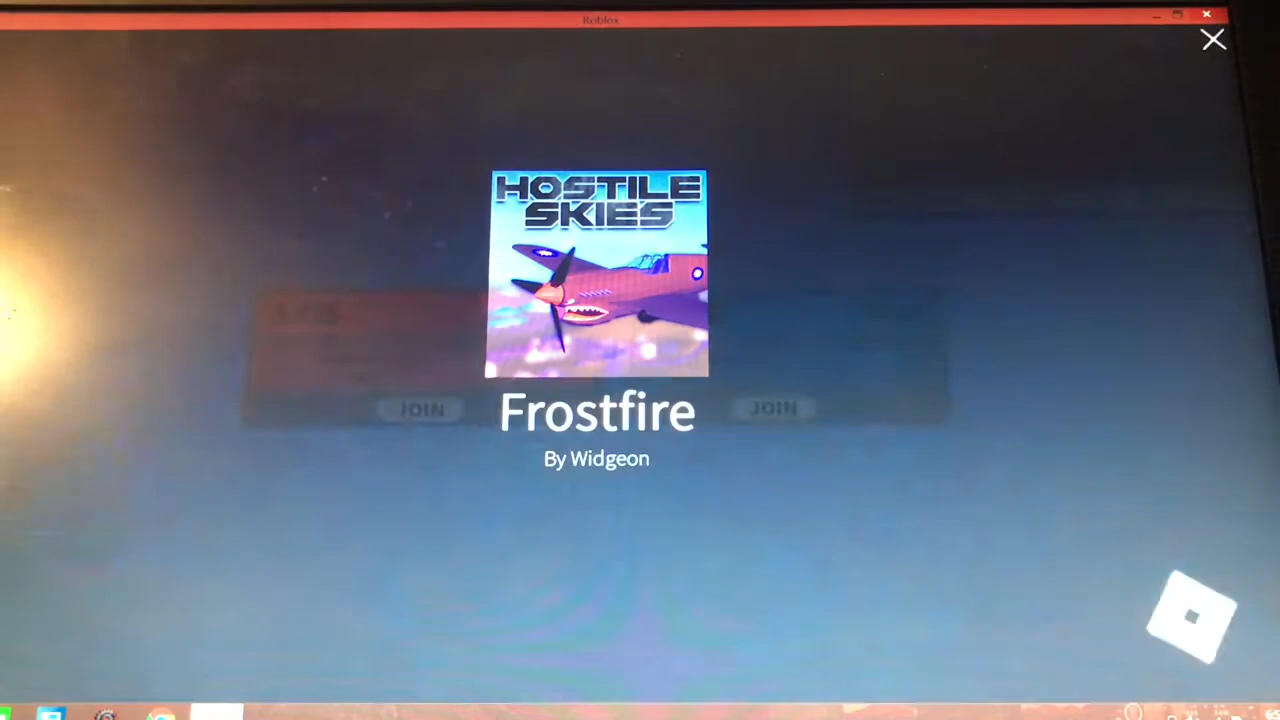 Roblox
HOSTILE
SKIES
JOIN
Frostfire
JOIN
By Widgeon